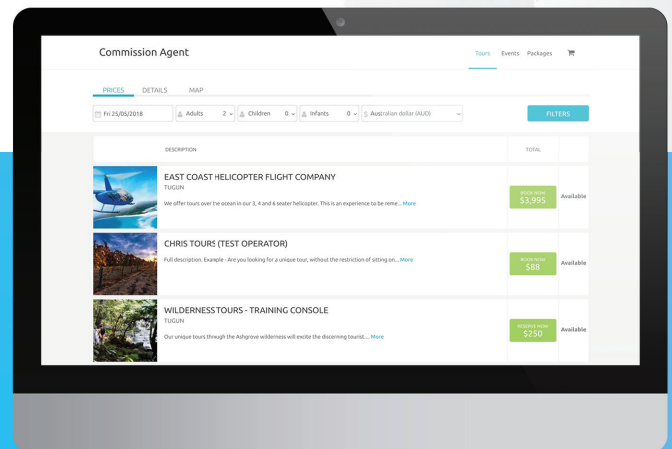 Commission Agent
Tours Events Packages
PRICES DETAILS MAP
Fri 25/05/2018 Adults 2 Children 0 Infants 0 $ Australian dollar (AUD) FILTERS
DESCRIPTION TOTAL
EAST COAST HELICOPTER FLIGHT COMPANY
TUGUN
We offer tours over the ocean in our 3, 4 and 6 seater helicopter. This is an experience to be reme... More
BOOK NOW
$3,995
Available
CHRIS TOURS (TEST OPERATOR)
Full description. Example - Are you looking for a unique tour, without the restriction of sitting on... More
BOOK NOW
$88
Available
WILDERNESS TOURS - TRAINING CONSOLE
TUGUN
Our unique tours through the Ashgrove wilderness will excite the discerning tourist.... More
RESERVE NOW
$250
Available